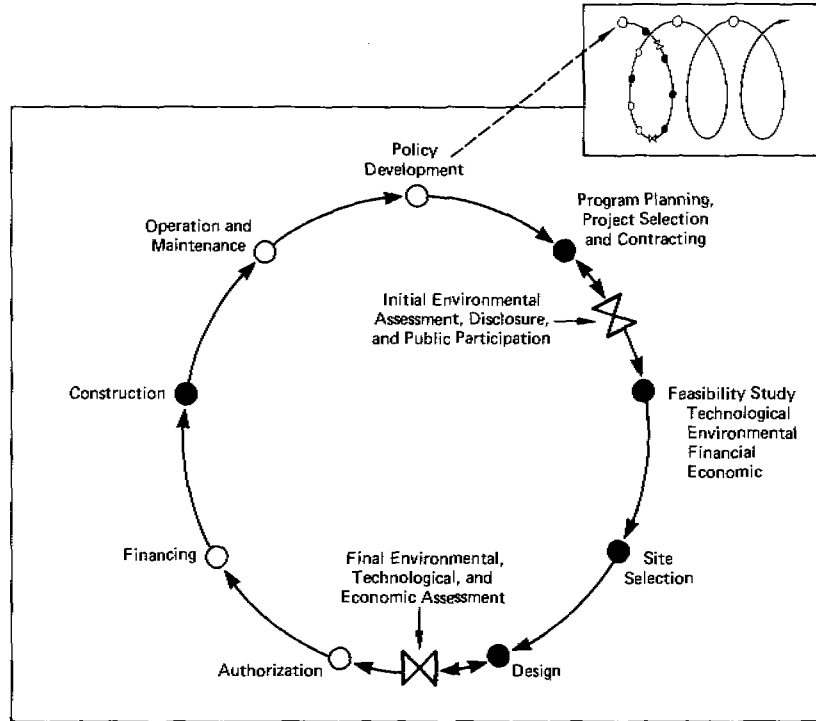 Policy
Development
Program Planning,
Project Selection
and Contracting
Operation and
Maintenance
Initial Environmental
Assessment, Disclosure,
and Public Participation
Construction
Feasibility Study
Technological
Environmental
Financial
Economic
Financing
Final Environmental,
Technological, and
Economic Assessment
Site
Selection
Authorization
Design